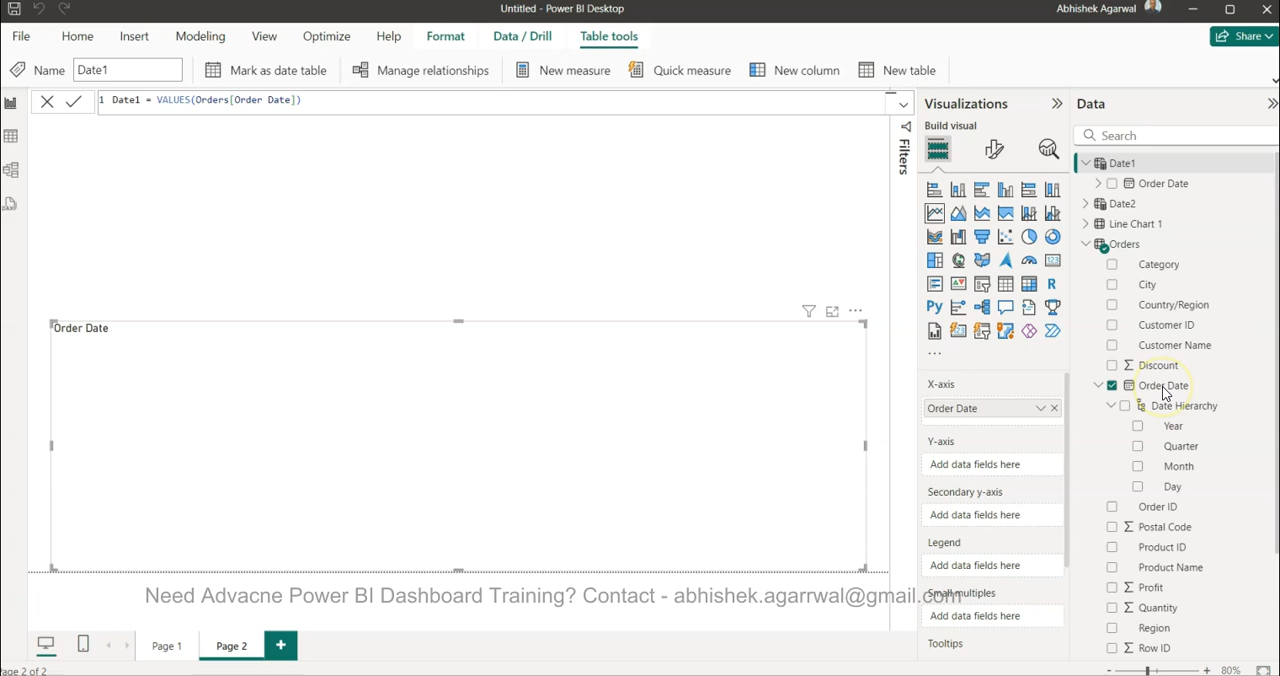 Untitled - Power BI Desktop
Abhishek Agarwal
File Home Insert Modeling View Optimize Help Format Data / Drill Table tools
Share
Name Date1 Mark as date table Manage relationships New measure Quick measure New column New table
1 Date1 = VALUES(Orders[Order Date])
Filters
Order Date
Visualizations
Build visual
R
Py
123
X-axis
Order Date
Y-axis
Add data fields here
Secondary y-axis
Add data fields here
Legend
Add data fields here
Small multiples
Add data fields here
Tooltips
Data
Search
Date1
Order Date
Date2
Line Chart 1
Orders
Category
City
Country/Region
Customer ID
Customer Name
Discount
Order Date
Date Hierarchy
Year
Quarter
Month
Day
Order ID
Postal Code
Product ID
Product Name
Profit
Quantity
Region
Row ID
Need Advacne Power BI Dashboard Training? Contact - abhishek.agarrwal@gmail.com
Page 1 Page 2
Page 2 of 2
80%